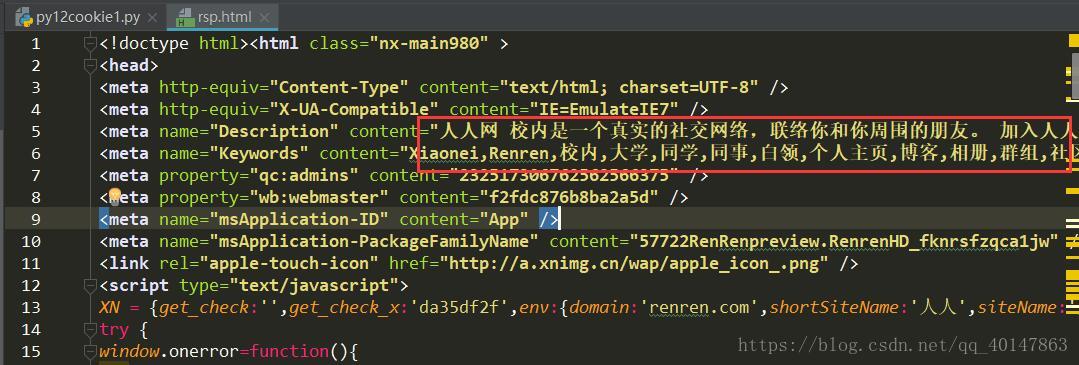 py12cookie1.py × rsp.html ×
1 <!doctype html><html class="nx-main980" >
2 <head>
3 <meta http-equiv="Content-Type" content="text/html; charset=UTF-8" />
4 <meta http-equiv="X-UA-Compatible" content="IE=EmulateIE7" />
5 <meta name="Description" content="人人网 校内是一个真实的社交网络，联络你和你周围的朋友。 加入人人
6 <meta name="Keywords" content="Xiaonei,Renren,校内,大学,同学,同事,白领,个人主页,博客,相册,群组,社区
7 <meta property="qc:admins" content= />
8 <meta property="wb:webmaster" content="f2fdc876b8ba2a5d" />
9 <meta name="msApplication-ID" content="App" />
10 <meta name="msApplication-PackageFamilyName" content="57722RenRenpreview.RenrenHD_fknrsfzqca1jw" /
11 <link rel="apple-touch-icon" href="http://a.xnimg.cn/wap/apple_icon_.png" />
12 <script type="text/javascript">
13 XN = {get_check:'',get_check_x:'da35df2f',env:{domain:'renren.com',shortSiteName:'人人',siteName:
14 try {
15 window.onerror=function(){
https://blog.csdn.net/qq_40147863